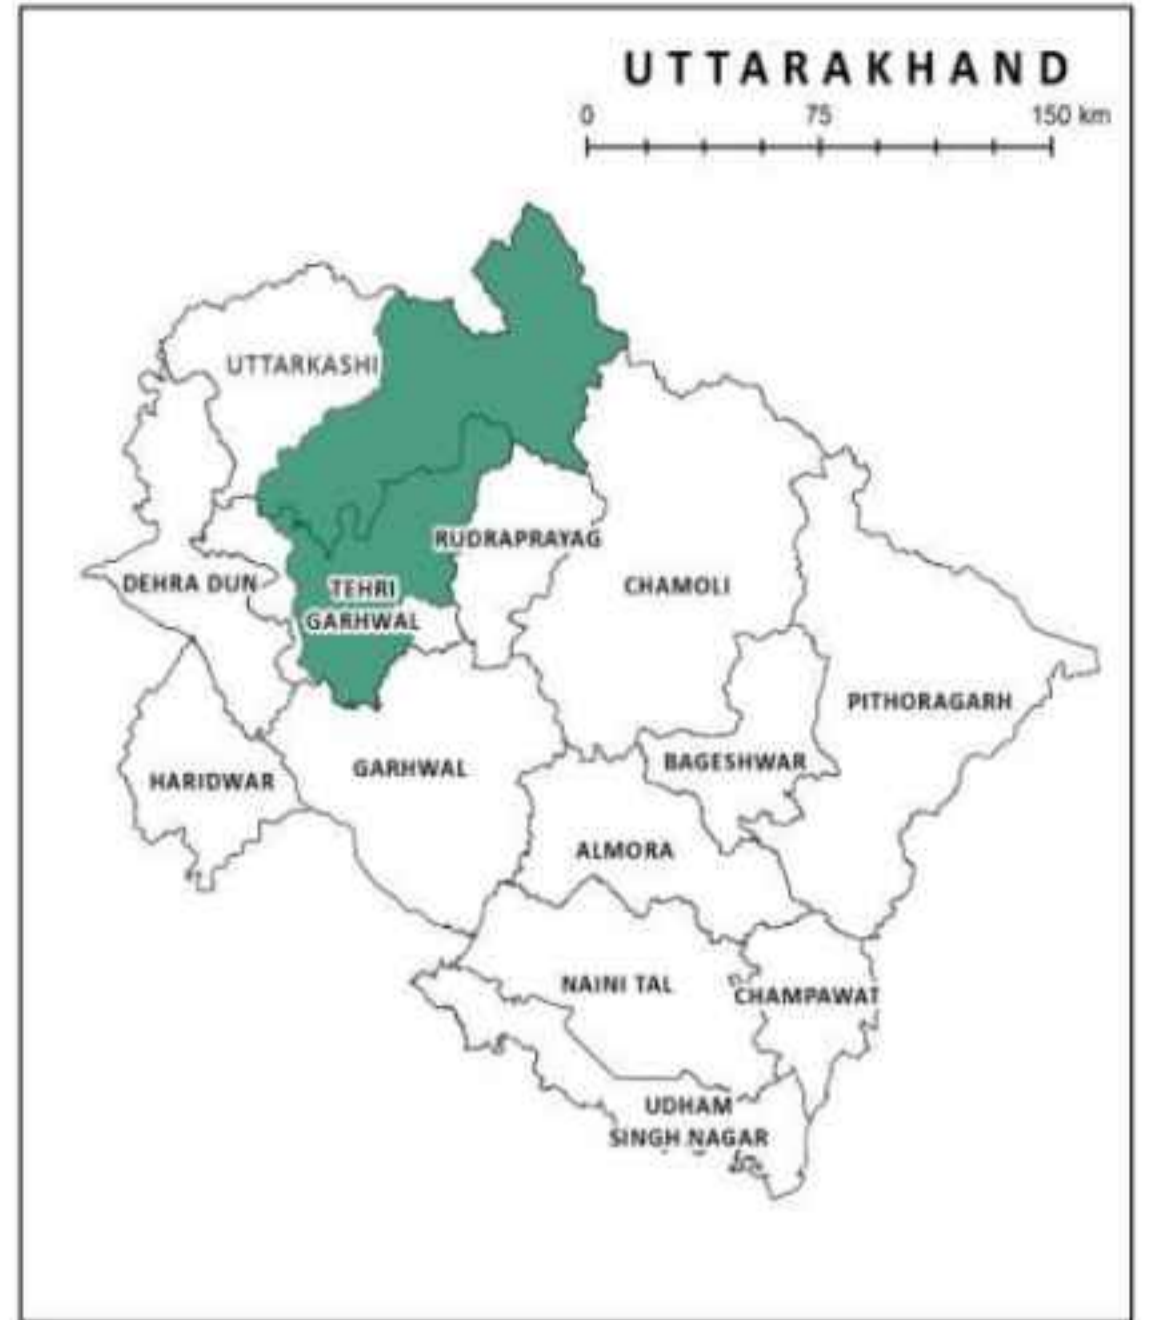 UTTARAKHAND
0 75 150 km
UTTARKASHI
RUDRAPRAYAG
DEHRA DUN
TEHRI
GARHWAL
CHAMOLI
PITHORAGARH
HARIDWAR
GARHWAL
BAGESHWAR
ALMORA
NAINI TAL
CHAMPAWAT
UDHAM
SINGH NAGAR